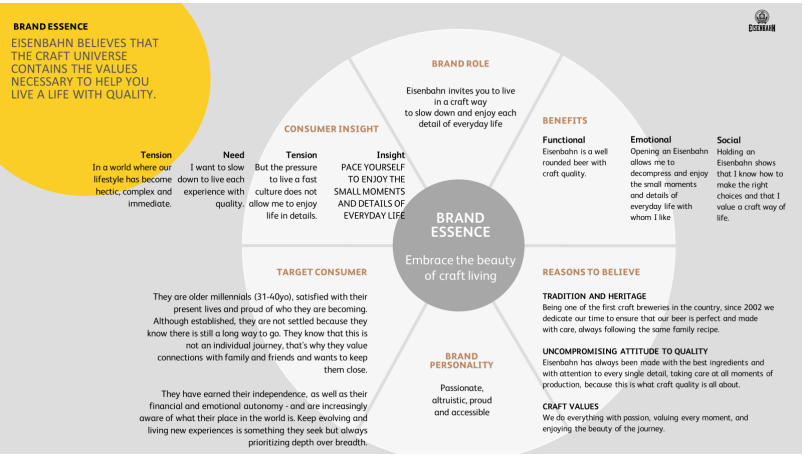 BRAND ESSENCE
EISENBAHN BELIEVES THAT
THE CRAFT UNIVERSE
CONTAINS THE VALUES
NECESSARY TO HELP YOU
LIVE A LIFE WITH QUALITY.
EISENBAHN
BRAND ROLE
Eisenbahn invites you to live
in a craft way
to slow down and enjoy each
detail of everyday life
CONSUMER INSIGHT
Tension
In a world where our
lifestyle has become
hectic, complex and
immediate.
Need
I want to slow
down to live each
experience with
quality.
Tension
But the pressure
to live a fast
culture does not
allow me to enjoy
life in details.
Insight
PACE YOURSELF
TO ENJOY THE
SMALL MOMENTS
AND DETAILS OF
EVERYDAY LIFE
BENEFITS
Functional
Eisenbahn is a well
rounded beer with
craft quality.
Emotional
Opening an Eisenbahn
allows me to
decompress and enjoy
the small moments
and details of
everyday life with
whom I like
Social
Holding an
Eisenbahn shows
that I know how to
make the right
choices and that I
value a craft way of
life.
BRAND
ESSENCE
Embrace the beauty
of craft living
TARGET CONSUMER
They are older millennials (31-40yo), satisfied with their
present lives and proud of who they are becoming.
Although established, they are not settled because they
know there is still a long way to go. They know that this is
not an individual journey, that's why they value
connections with family and friends and wants to keep
them close.
They have earned their independence, as well as their
financial and emotional autonomy - and are increasingly
aware of what their place in the world is. Keep evolving and
living new experiences is something they seek but always
prioritizing depth over breadth.
BRAND
PERSONALITY
Passionate,
altruistic, proud
and accessible
REASONS TO BELIEVE
TRADITION AND HERITAGE
Being one of the first craft breweries in the country, since 2002 we
dedicate our time to ensure that our beer is perfect and made
with care, always following the same family recipe.
UNCOMPROMISING ATTITUDE TO QUALITY
Eisenbahn has always been made with the best ingredients and
with attention to every single detail, taking care at all moments of
production, because this is what craft quality is all about.
CRAFT VALUES
We do everything with passion, valuing every moment, and
enjoying the beauty of the journey.